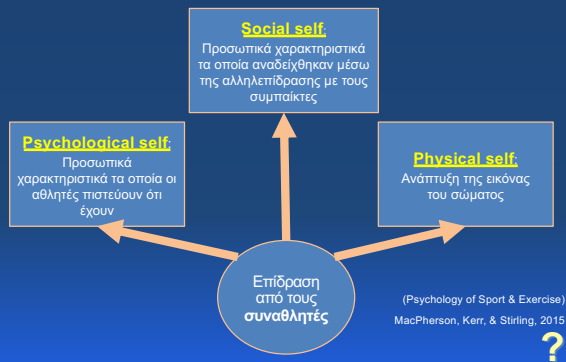 Social self:
Προσωπικά χαρακτηριστικά
τα οποία αναδείχθηκαν μέσω
της αλληλεπίδρασης με τους
συμπαίκτες
Psychological self:
Προσωπικά
χαρακτηριστικά τα οποία οι
αθλητές πιστεύουν ότι
έχουν
Physical self:
Ανάπτυξη της εικόνας
του σώματος
Επίδραση
από τους
συναθλητές
(Psychology of Sport & Exercise)
MacPherson, Kerr, & Stirling, 2015
?